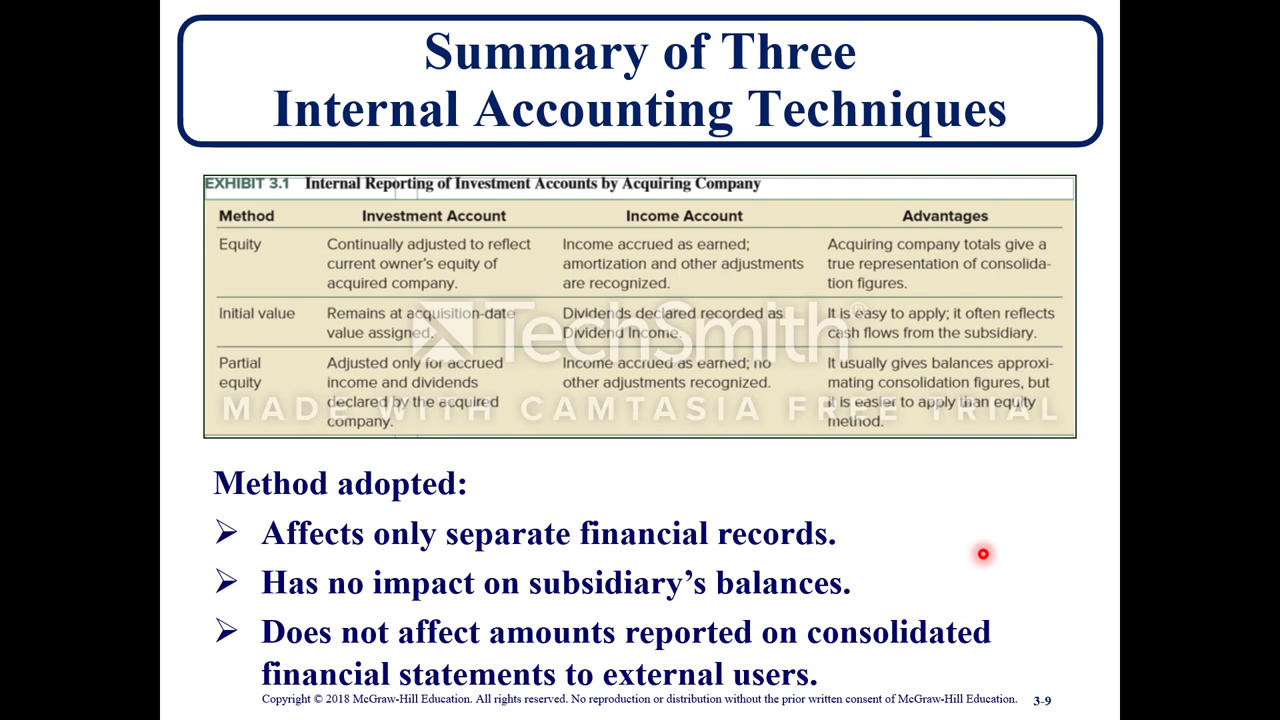 Summary of Three
Internal Accounting Techniques
EXHIBIT 3.1 Internal Reporting of Investment Accounts by Acquiring Company
Method Investment Account Income Account Advantages
Equity Continually adjusted to reflect Income accrued as earned; Acquiring company totals give a
current owner's equity of amortization and other adjustments true representation of consolida-
acquired company. are recognized. tion figures.
Initial value Remains at acquisition-date Dividends declared recorded as It is easy to apply; it often reflects
value assigned. Dividend Income. cash flows from the subsidiary.
TechSmith®
Partial Adjusted only for accrued Income accrued as earned; no It usually gives balances approxi-
equity income and dividends other adjustments recognized. mating consolidation figures, but
declared by the acquired it is easier to apply than equity
MADE WITH CAMTASIA FREE TRIAL
company. method.
Method adopted:
➢ Affects only separate financial records.
➢ Has no impact on subsidiary's balances.
➢ Does not affect amounts reported on consolidated
financial statements to external users.
Copyright © 2018 McGraw-Hill Education. All rights reserved. No reproduction or distribution without the prior written consent of McGraw-Hill Education. 3-9